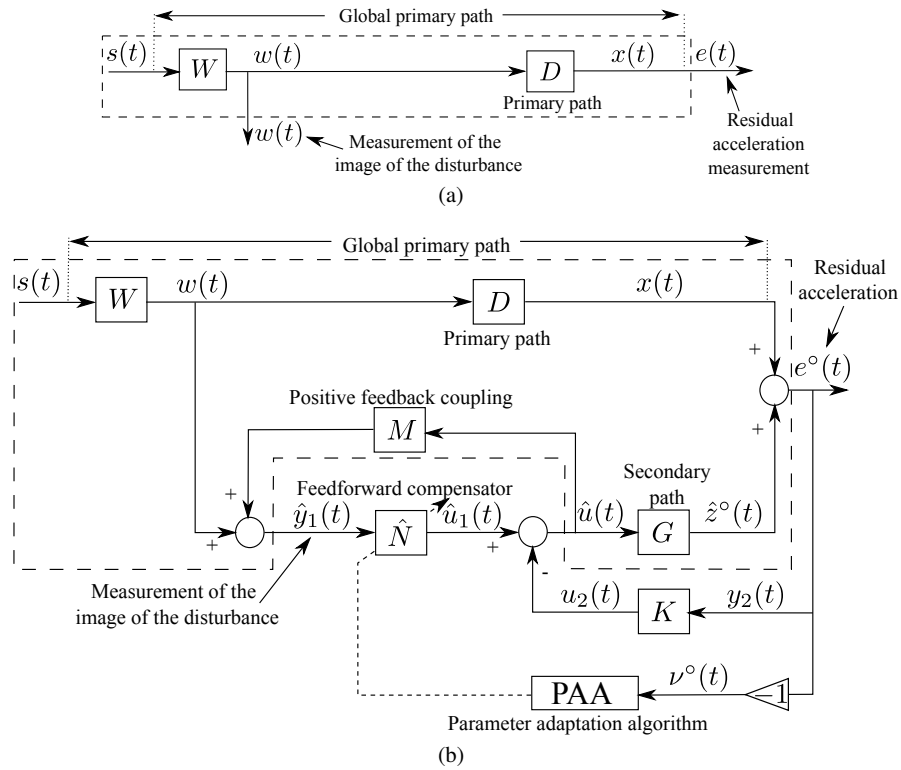 Global primary path
s(t)
W
w(t)
D
x(t)
e(t)
Primary path
w(t)
Measurement of the
image of the disturbance
Residual
acceleration
measurement
(a)
Global primary path
s(t)
W
w(t)
D
x(t)
Primary path
Residual
acceleration
+
e°(t)
Positive feedback coupling
M
+
+
Feedforward compensator
Secondary
path
+
ŷ₁(t)
N̂
û₁(t)
+
û(t)
G
ẑ°(t)
-
Measurement of the
image of the disturbance
u₂(t)
K
y₂(t)
PAA
ν°(t)
−1
Parameter adaptation algorithm
(b)